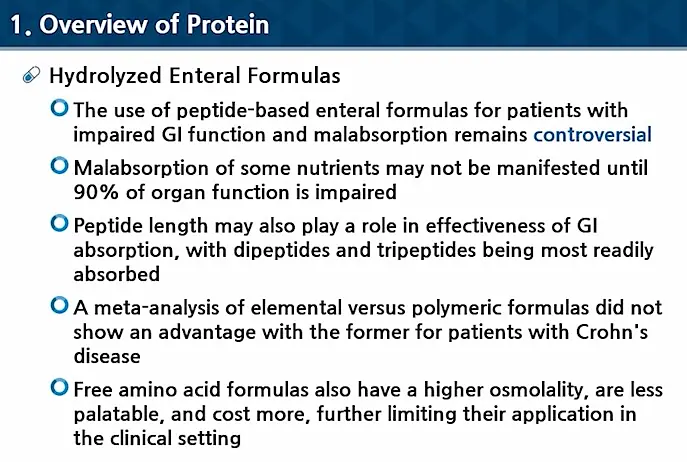 1. Overview of Protein
Hydrolyzed Enteral Formulas
The use of peptide-based enteral formulas for patients with
impaired GI function and malabsorption remains controversial
Malabsorption of some nutrients may not be manifested until
90% of organ function is impaired
Peptide length may also play a role in effectiveness of GI
absorption, with dipeptides and tripeptides being most readily
absorbed
A meta-analysis of elemental versus polymeric formulas did not
show an advantage with the former for patients with Crohn's
disease
Free amino acid formulas also have a higher osmolality, are less
palatable, and cost more, further limiting their application in
the clinical setting